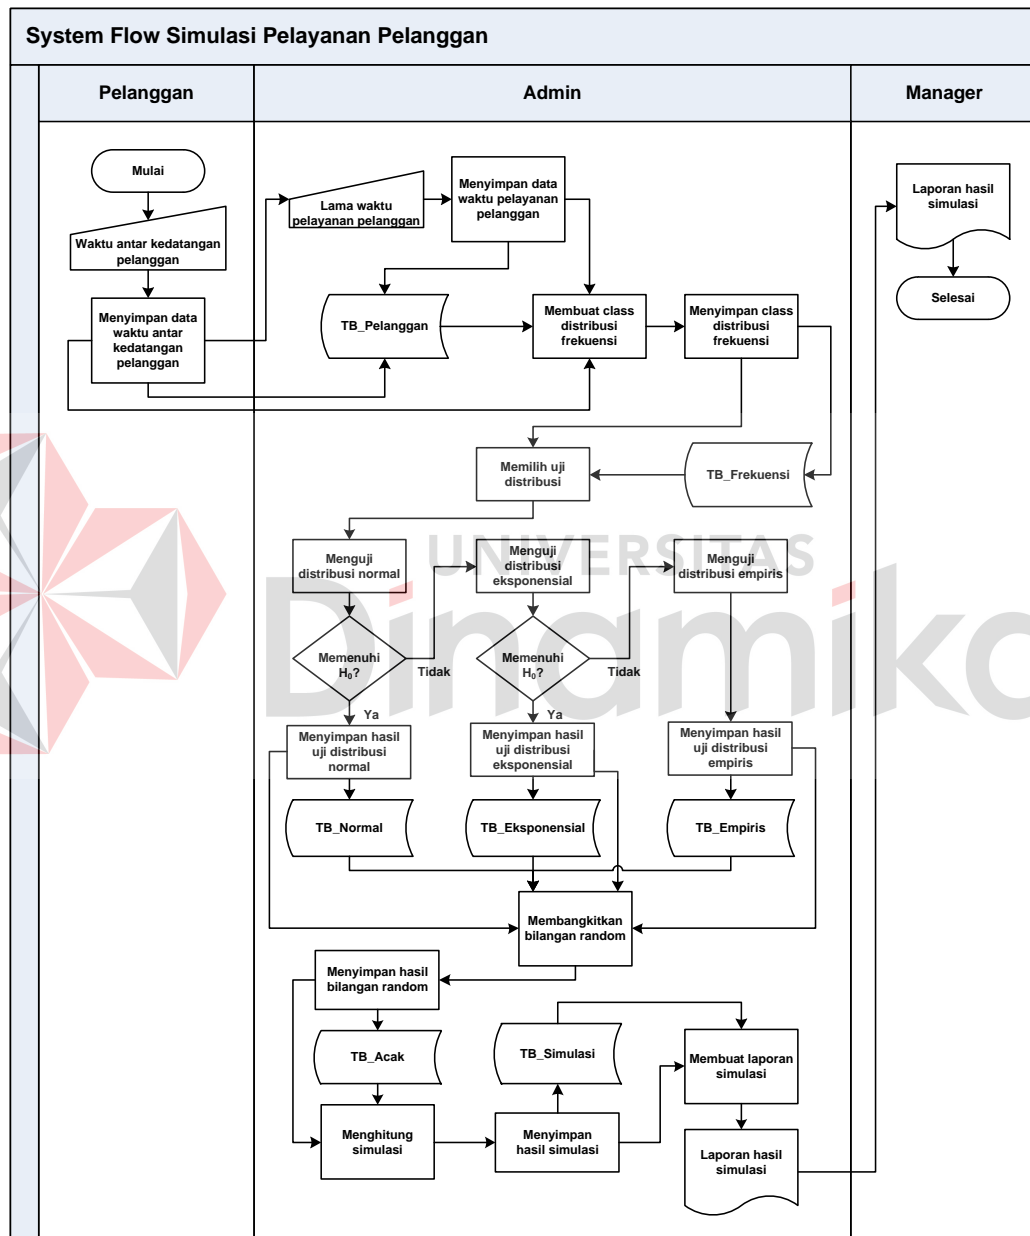 System Flow Simulasi Pelayanan Pelanggan
Pelanggan
Admin
Manager
Mulai
Waktu antar kedatangan
pelanggan
Menyimpan data
waktu antar
kedatangan
pelanggan
Lama waktu
pelayanan pelanggan
Menyimpan data
waktu pelayanan
pelanggan
TB_Pelanggan
Membuat class
distribusi
frekuensi
Menyimpan class
distribusi
frekuensi
Laporan hasil
simulasi
Selesai
Memilih uji
distribusi
TB_Frekuensi
UNIVERSITAS
Dinamika
Menguji
distribusi normal
Menguji
distribusi
eksponensial
Menguji
distribusi empiris
Memenuhi
H₀?
Tidak
Memenuhi
H₀?
Tidak
Ya
Ya
Menyimpan hasil
uji distribusi
normal
Menyimpan hasil
uji distribusi
eksponensial
Menyimpan hasil
uji distribusi
empiris
TB_Normal
TB_Eksponensial
TB_Empiris
Membangkitkan
bilangan random
Menyimpan hasil
bilangan random
TB_Acak
TB_Simulasi
Membuat laporan
simulasi
Menghitung
simulasi
Menyimpan
hasil simulasi
Laporan hasil
simulasi